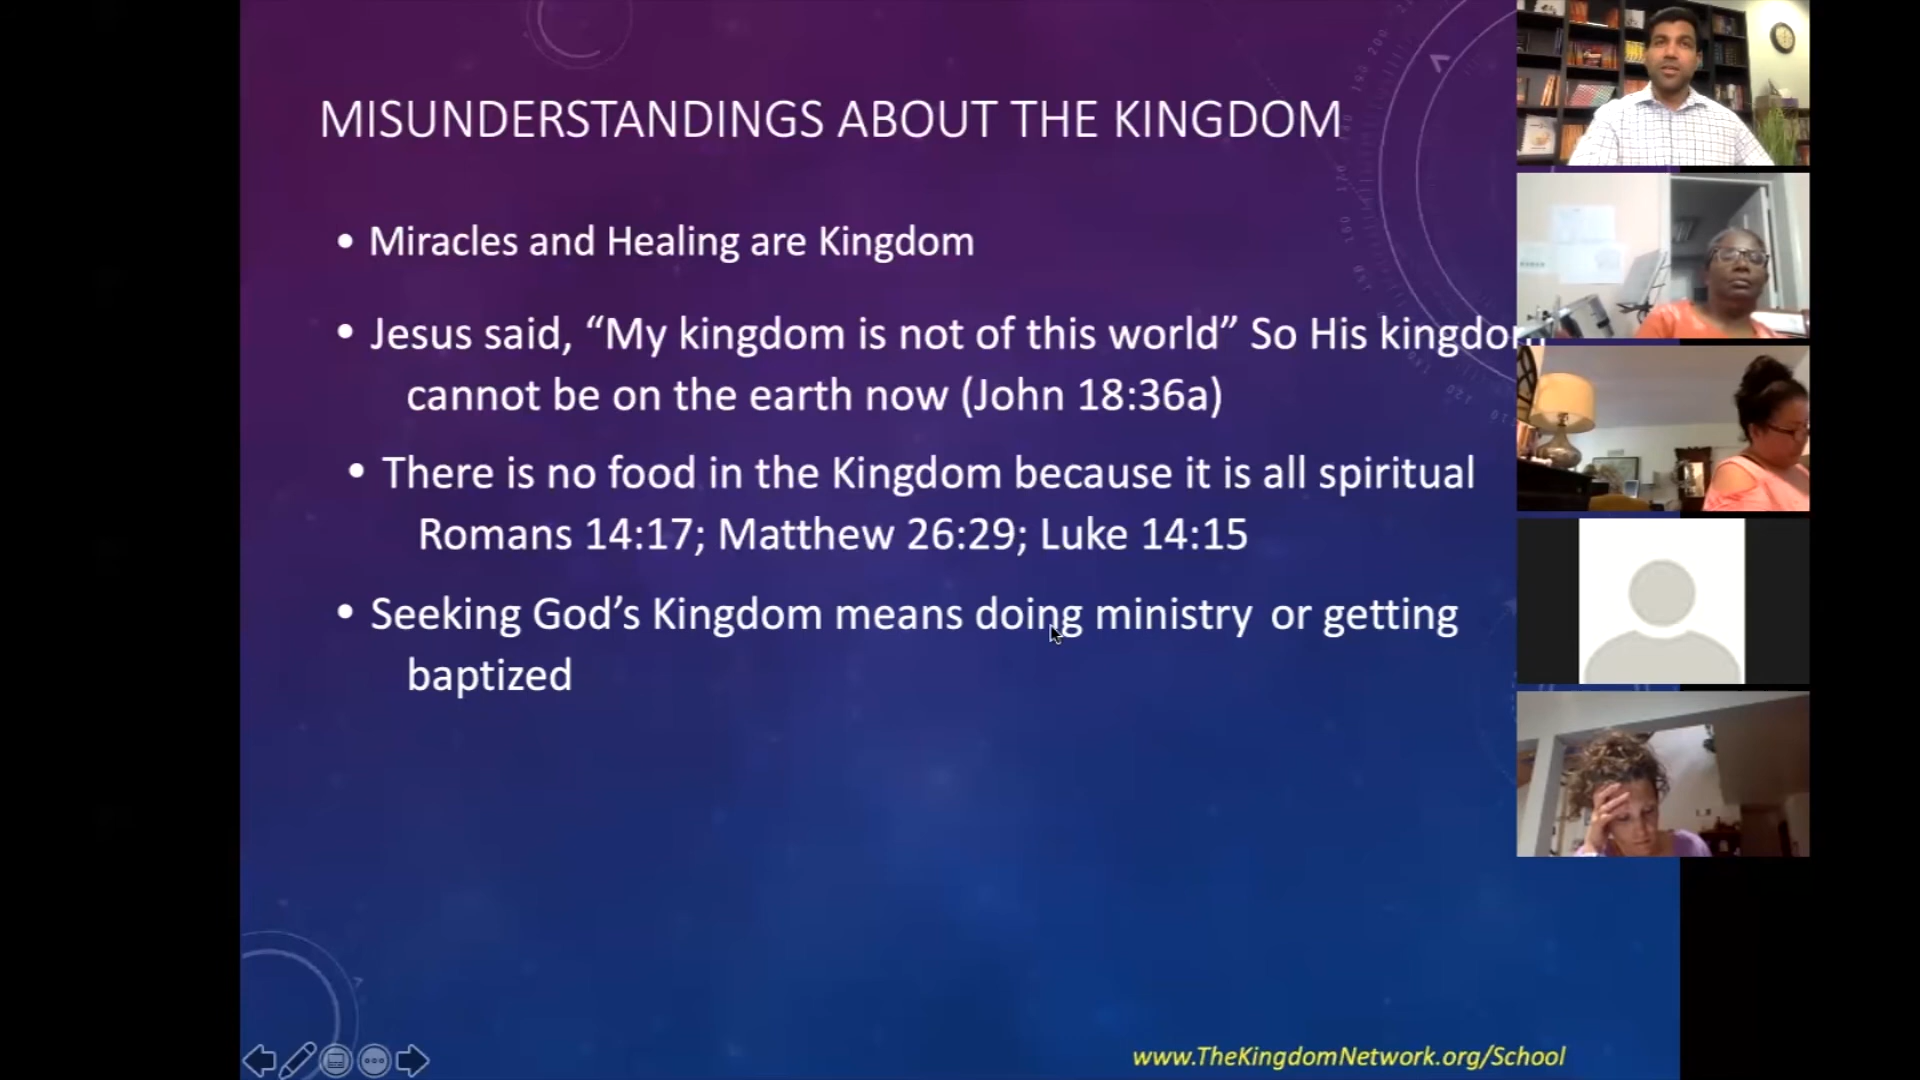 MISUNDERSTANDINGS ABOUT THE KINGDOM
• Miracles and Healing are Kingdom
• Jesus said, “My kingdom is not of this world” So His kingdom
cannot be on the earth now (John 18:36a)
• There is no food in the Kingdom because it is all spiritual
Romans 14:17; Matthew 26:29; Luke 14:15
• Seeking God’s Kingdom means doing ministry or getting
baptized
www.TheKingdomNetwork.org/School